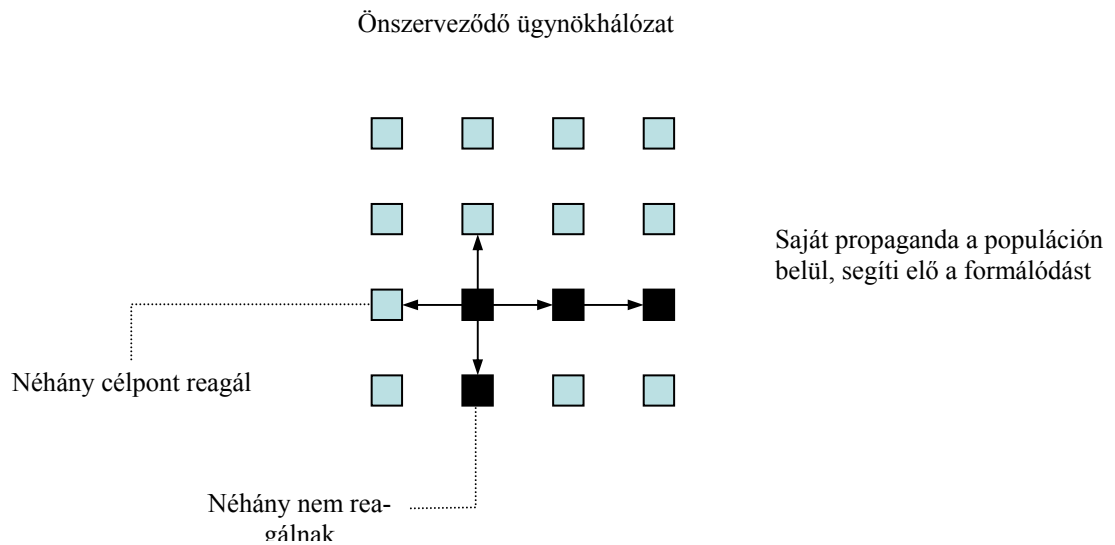 Önszerveződő ügynökhálózat
Saját propaganda a populáción
belül, segíti elő a formálódást
Néhány célpont reagál
Néhány nem rea-
gálnak